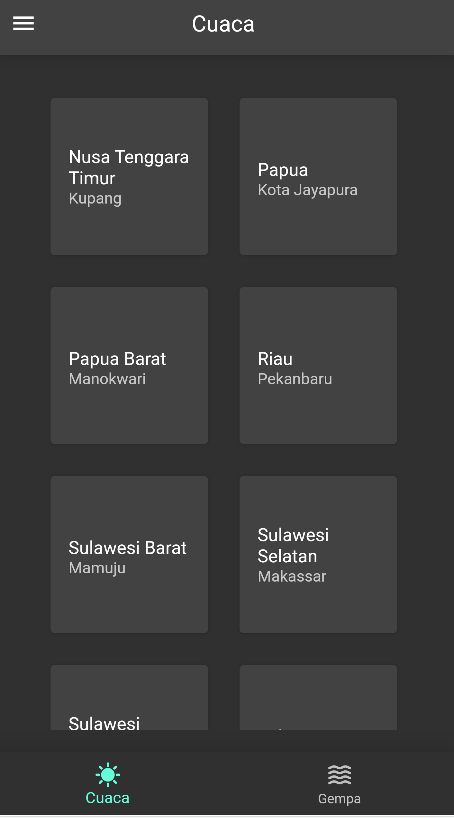 Cuaca
Nusa Tenggara
Timur
Kupang
Papua
Kota Jayapura
Papua Barat
Manokwari
Riau
Pekanbaru
Sulawesi Barat
Mamuju
Sulawesi
Selatan
Makassar
Sulawesi
Cuaca
Gempa